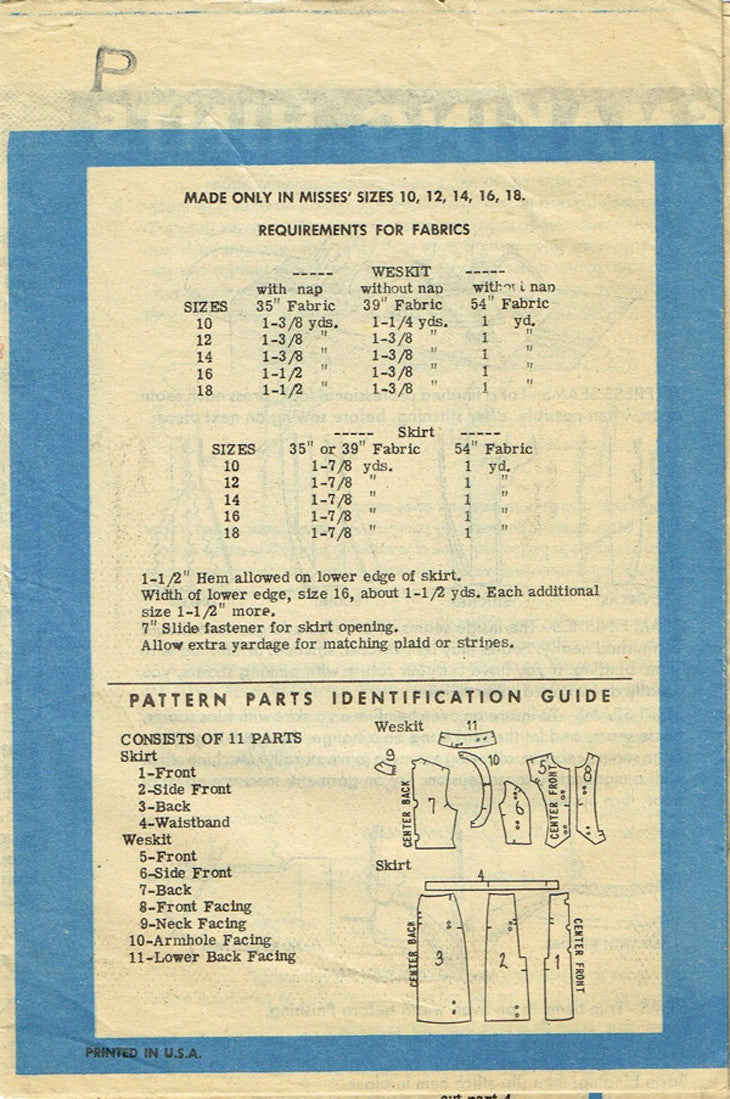 P
MADE ONLY IN MISSES' SIZES 10, 12, 14, 16, 18.
REQUIREMENTS FOR FABRICS
----- WESKIT -----
with nap without nap without nap
SIZES 35" Fabric 39" Fabric 54" Fabric
10 1-3/8 yds. 1-1/4 yds. 1 yd.
12 1-3/8 " 1-3/8 " 1 "
14 1-3/8 " 1-3/8 " 1 "
16 1-1/2 " 1-3/8 " 1 "
18 1-1/2 " 1-3/8 " 1 "
----- Skirt -----
SIZES 35" or 39" Fabric 54" Fabric
10 1-7/8 yds. 1 yd.
12 1-7/8 " 1 "
14 1-7/8 " 1 "
16 1-7/8 " 1 "
18 1-7/8 " 1 "
1-1/2" Hem allowed on lower edge of skirt.
Width of lower edge, size 16, about 1-1/2 yds. Each additional
size 1-1/2" more.
7" Slide fastener for skirt opening.
Allow extra yardage for matching plaid or stripes.
PATTERN PARTS IDENTIFICATION GUIDE
CONSISTS OF 11 PARTS
Skirt
1-Front
2-Side Front
3-Back
4-Waistband
Weskit
5-Front
6-Side Front
7-Back
8-Front Facing
9-Neck Facing
10-Armhole Facing
11-Lower Back Facing
Weskit
11
9
10
5
8
7
6
CENTER BACK
CENTER FRONT
Skirt
4
CENTER BACK
3
2
1
CENTER FRONT
PRINTED IN U.S.A.